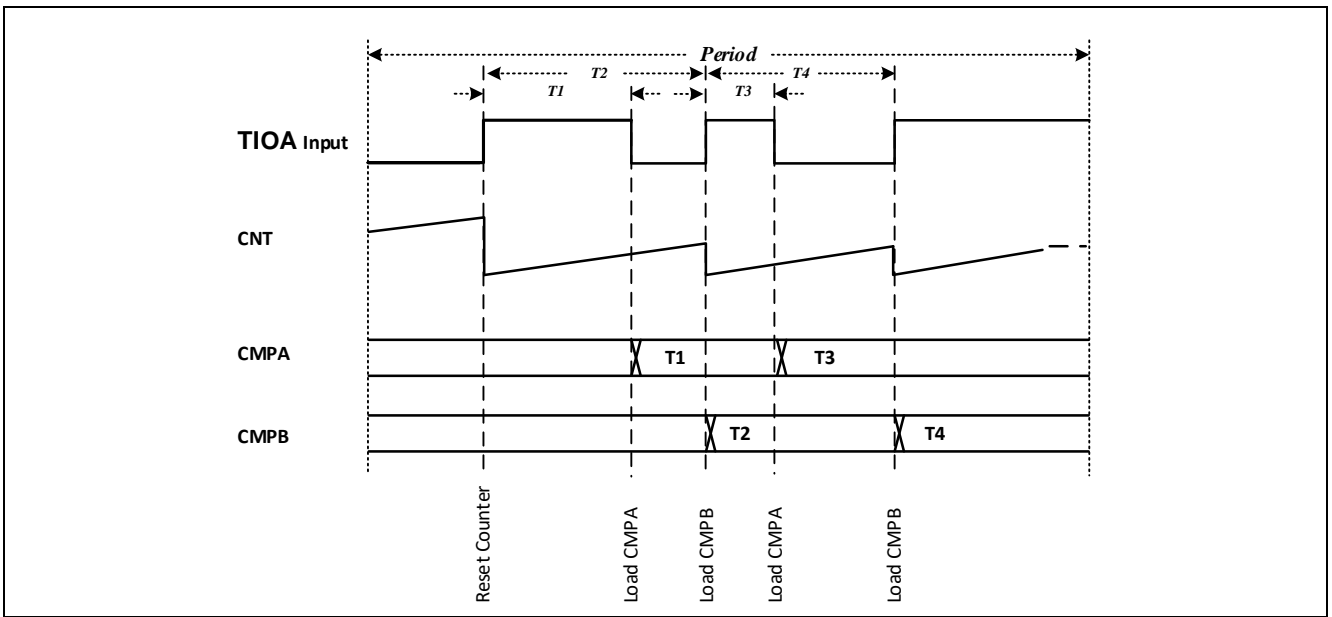 Period
T2
T4
T1
T3
TIOA Input
CNT
CMPA
T1
T3
CMPB
T2
T4
Reset Counter
Load CMPA
Load CMPB
Load CMPA
Load CMPB